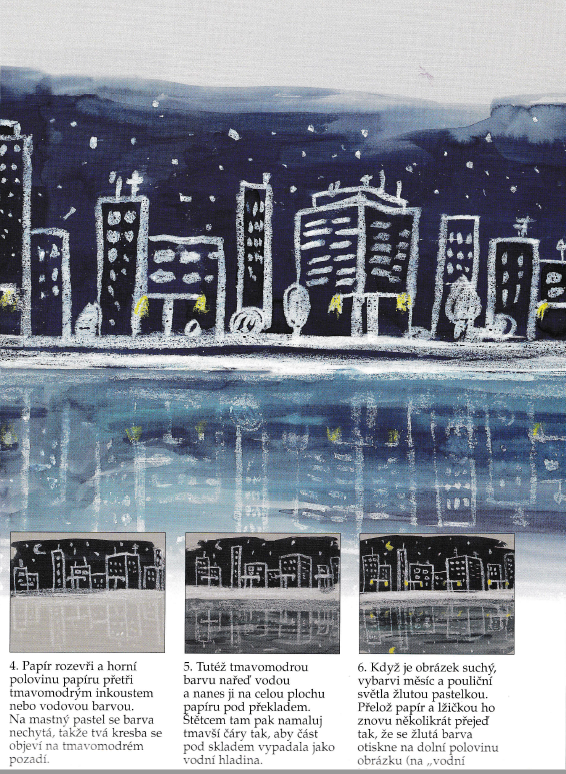 4. Papír rozevři a horní
polovinu papíru přetři
tmavomodrým inkoustem
nebo vodovou barvou.
Na mastný pastel se barva
nechytá, takže tvá kresba se
objeví na tmavomodrém
pozadí.
5. Tutéž tmavomodrou
barvu nařeď vodou
a nanes ji na celou plochu
papíru pod překladem.
Štětcem tam pak namaluj
tmavší čáry tak, aby část
pod skladem vypadala jako
vodní hladina.
6. Když je obrázek suchý,
vybarvi měsíc a pouliční
světla žlutou pastelkou.
Přelož papír a lžičkou ho
znovu několikrát přejeď
tak, že se žlutá barva
otiskne na dolní polovinu
obrázku (na „vodní